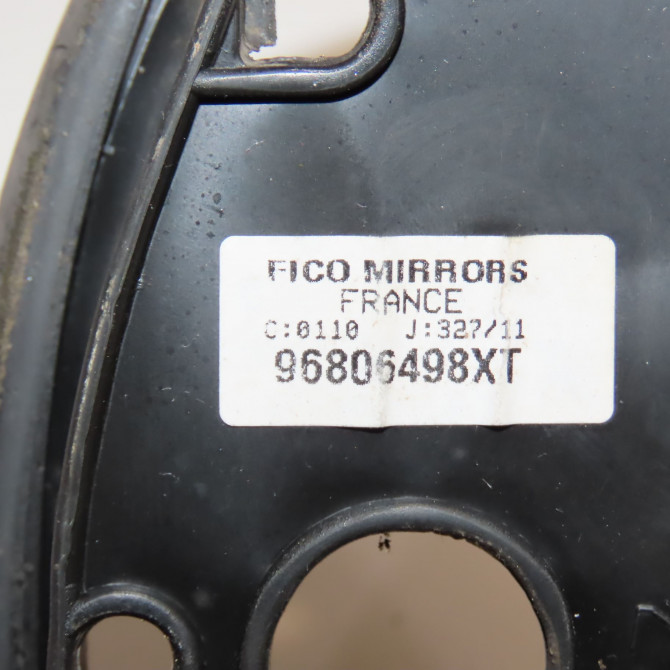 FICO MIRRORS
FRANCE
C:0110 J:327/11
96806498XT